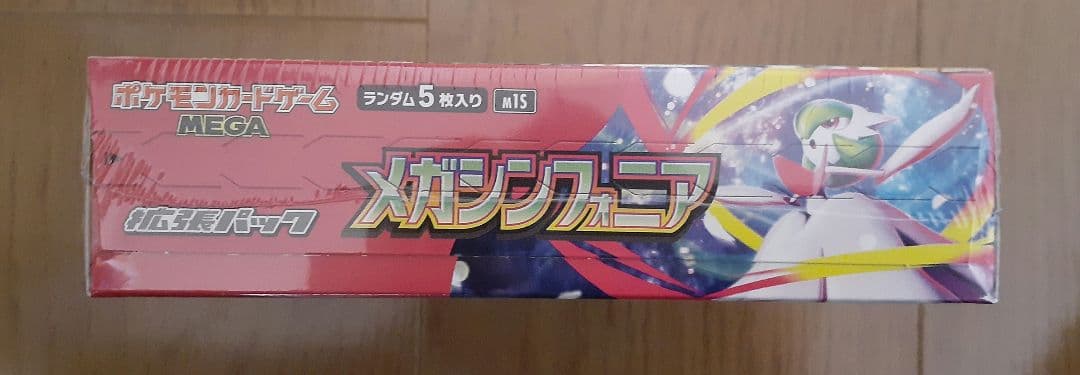 ポケモンカードゲーム
MEGA
ランダム5枚入り M1S
メガシンフォニア
拡張パック